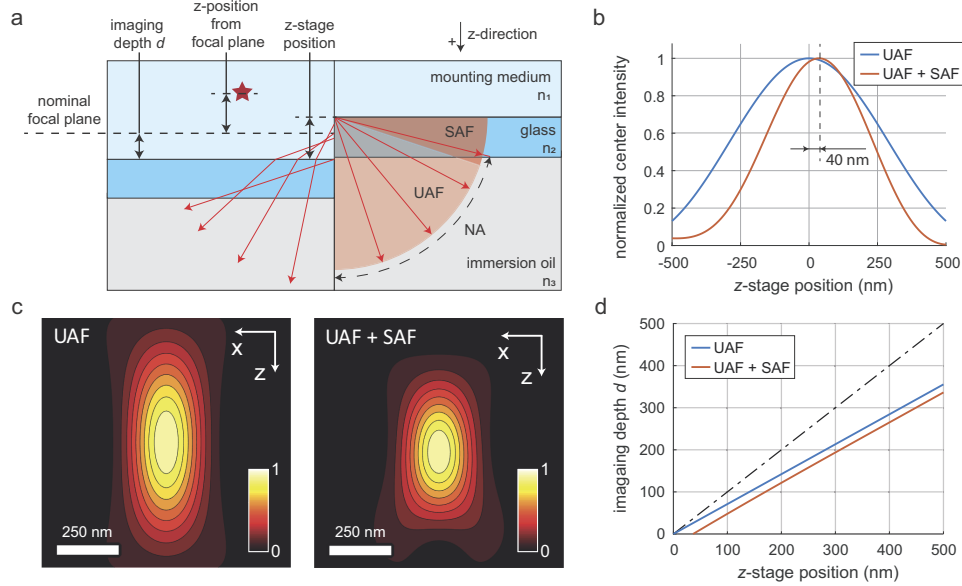 a
imaging
depth d
z-position
from
focal plane
z-stage
position
+
z-direction
nominal
focal plane
mounting medium
n₁
SAF
glass
n₂
UAF
NA
immersion oil
n₃
b
UAF
UAF + SAF
normalized center intensity
1
0.8
0.6
0.4
0.2
0
40 nm
-500
-250
0
250
500
z-stage position (nm)
c
UAF
x
z
1
0
250 nm
UAF + SAF
x
z
1
0
250 nm
d
UAF
UAF + SAF
imagaing depth d (nm)
500
400
300
200
100
0
0
100
200
300
400
500
z-stage position (nm)